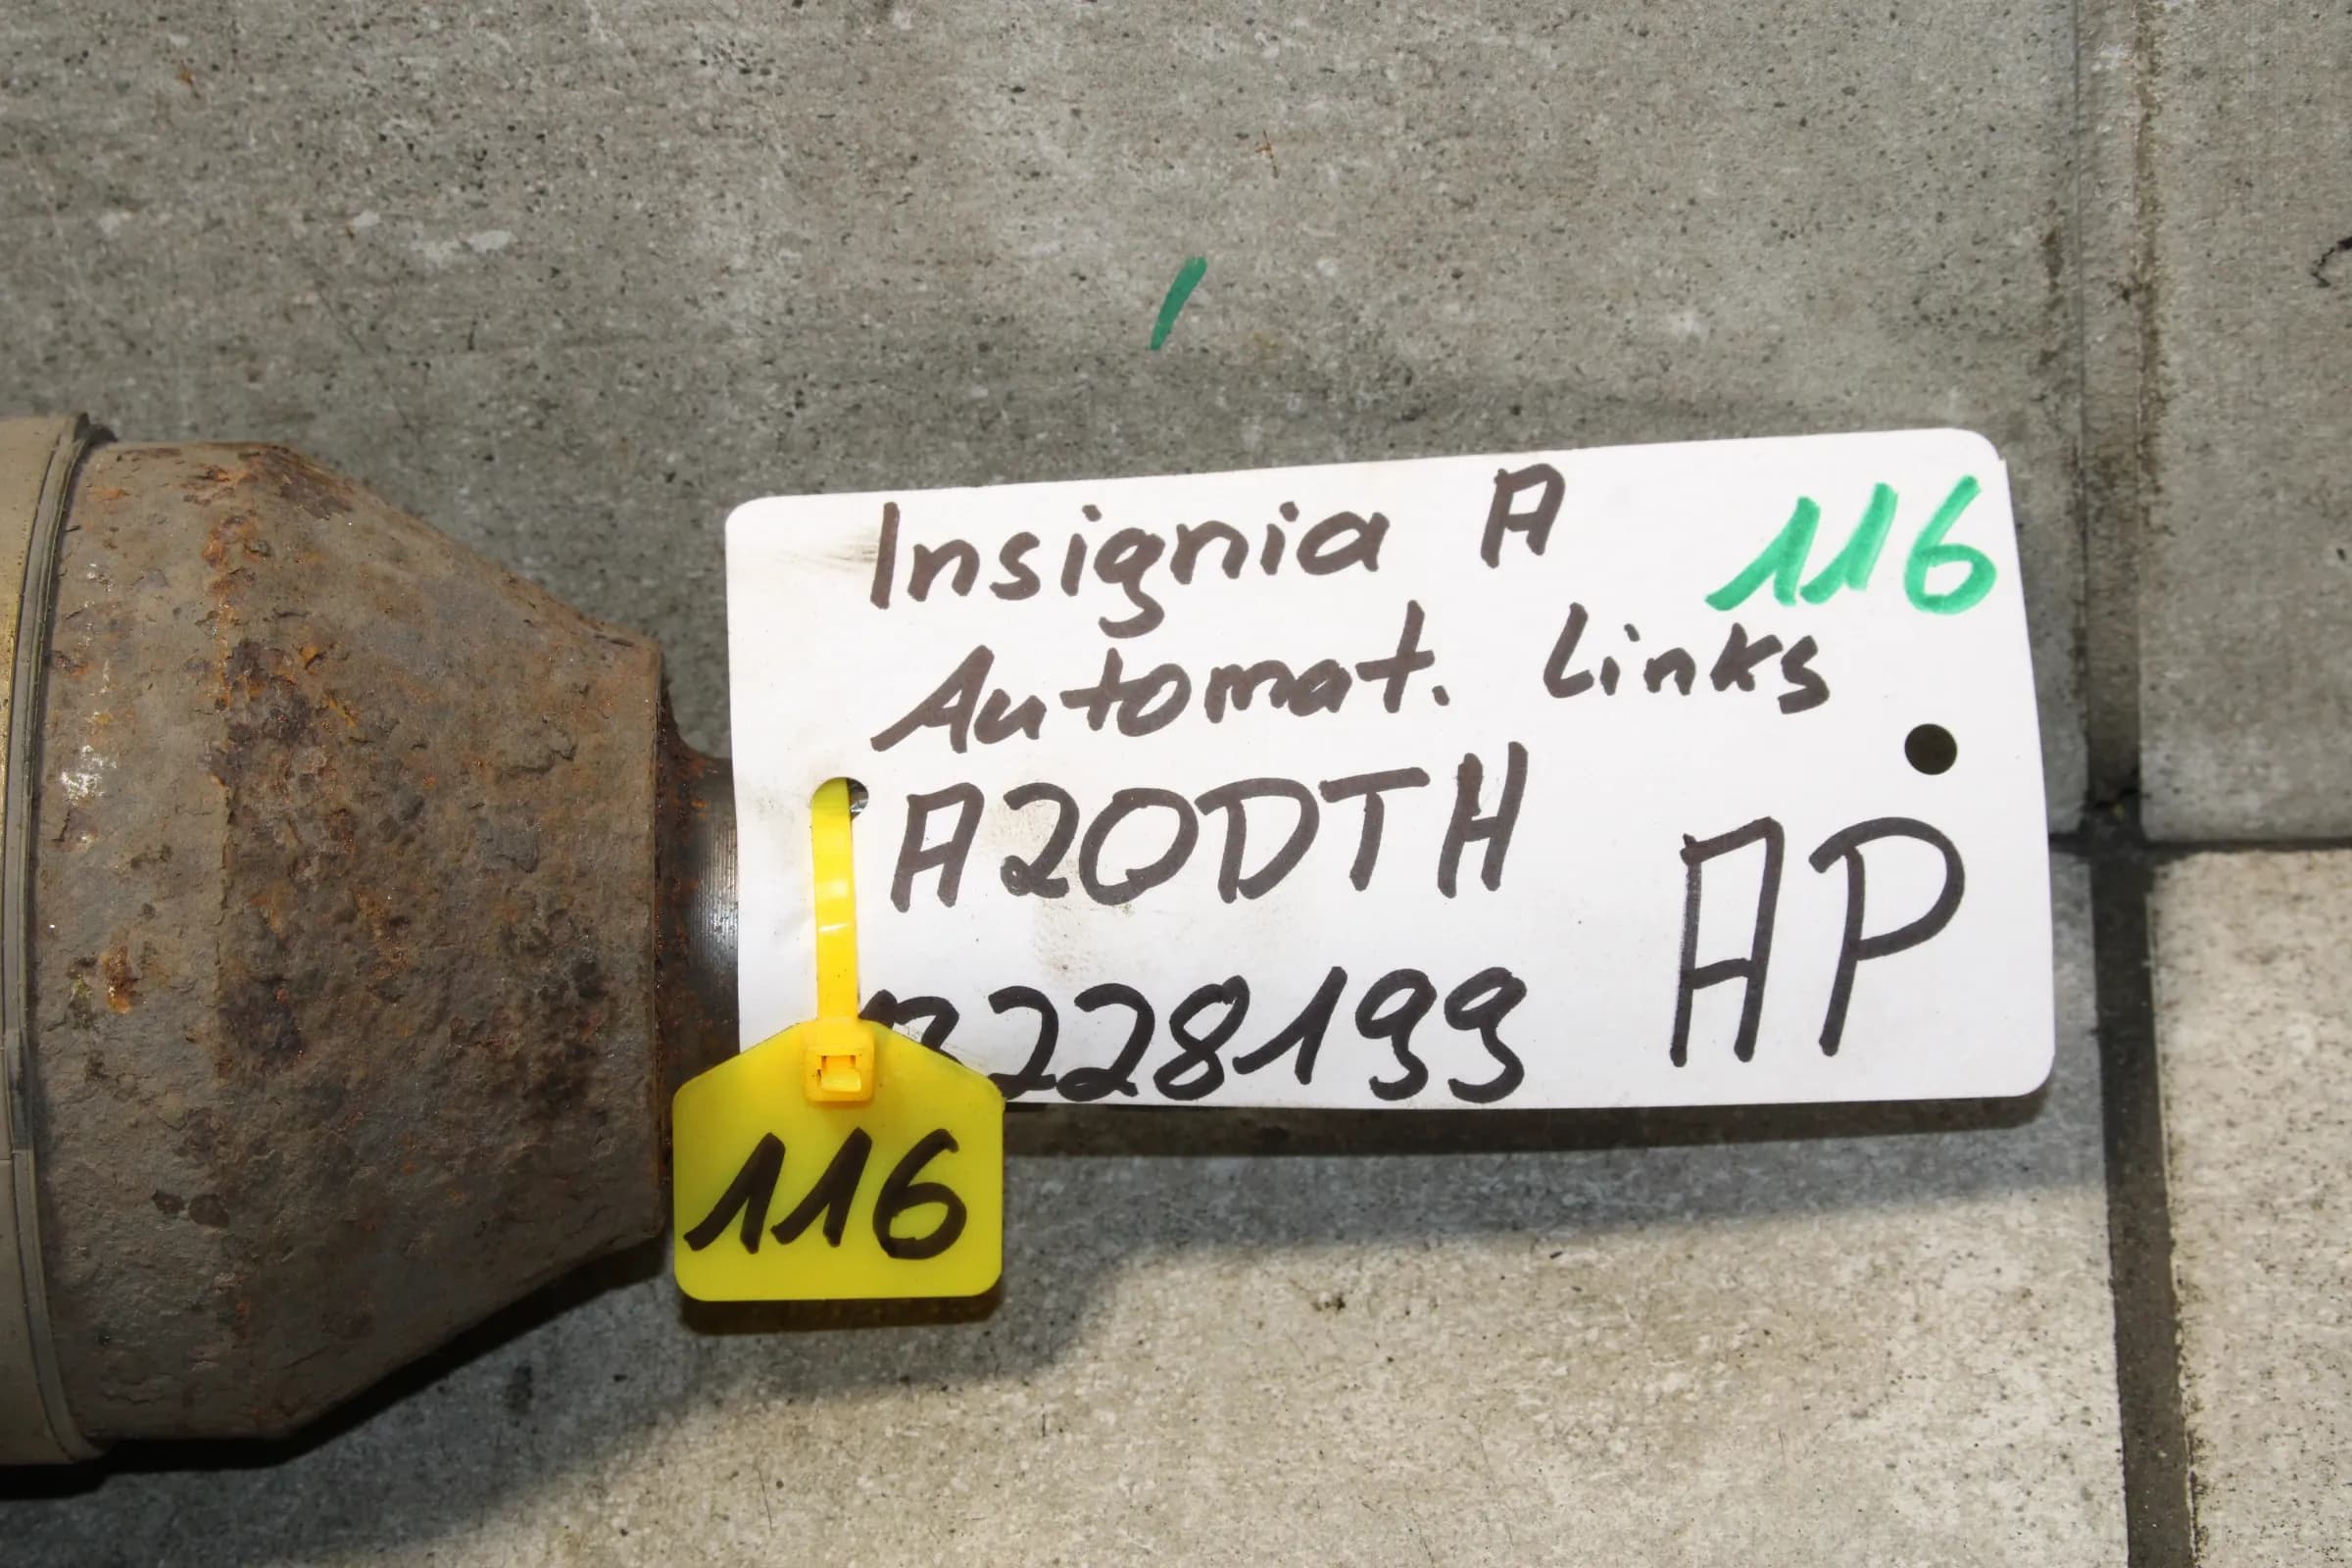 Insignia A 116
Automat. Links
A20DTH
AP
228199
116